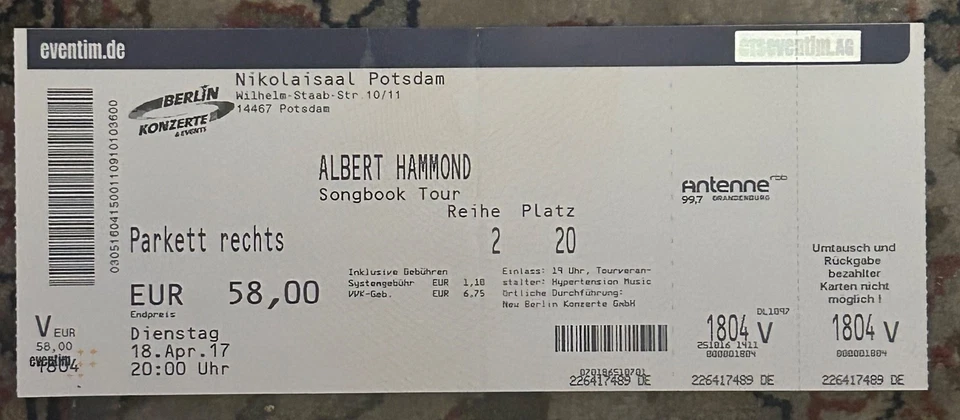 eventim.de
Nikolaisaal Potsdam
Wilhelm-Staab-Str 10/11
14467 Potsdam
BERLIN
KONZERTE
& EVENTS
030516041500110910103600
ALBERT HAMMOND
Songbook Tour
Reihe Platz
Parkett rechts 2 20
Antenne rbb
99,7 BRANDENBURG
Umtausch und
Rückgabe
bezahlter
Karten nicht
möglich !
EUR 58,00
Endpreis
Inklusive Gebühren
Systemgebühr EUR 1,10
VVK-Geb. EUR 6,75
Einlass: 19 Uhr, Tourveran-
stalter: Hypertension Music
örtliche Durchführung:
New Berlin Konzerte GmbH
Dienstag
18.Apr.17
20:00 Uhr
V EUR
58,00
eventim
1804
226417489 DE
DL1097
1804 V
251016 1411
000001804
226417489 DE
1804 V
000001804
226417489 DE